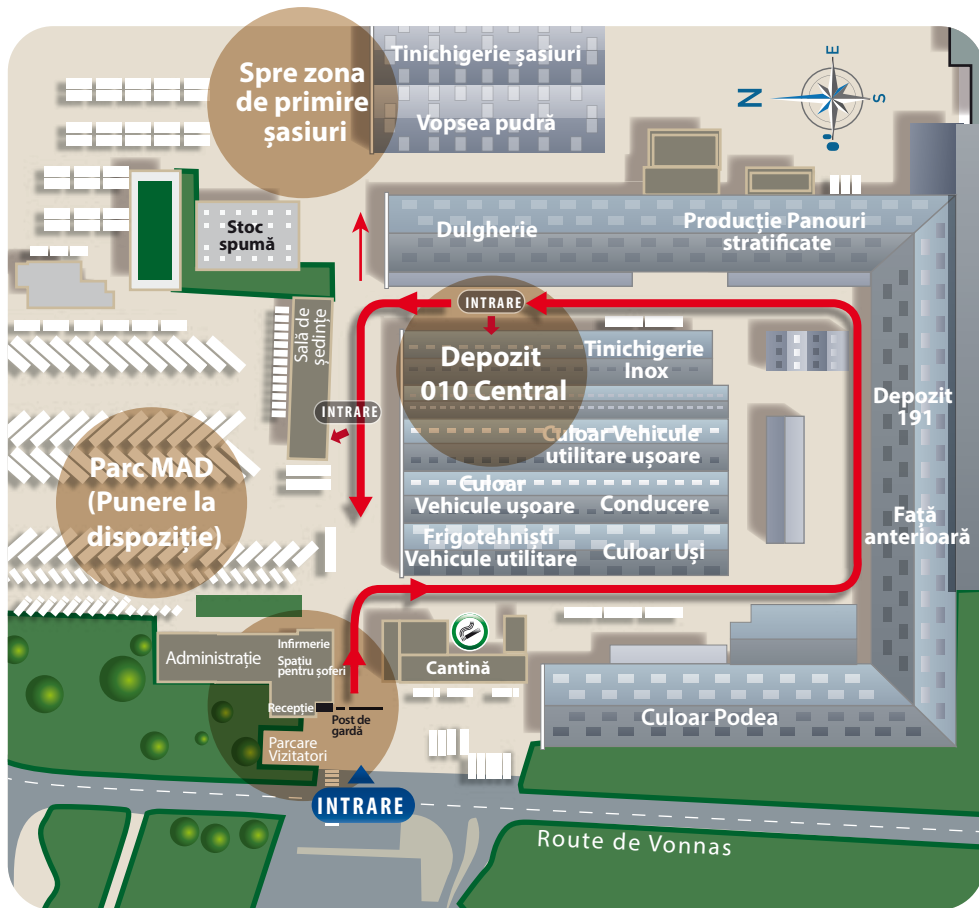 Tinichigerie șasiuri
Vopsea pudră
Spre zona
de primire
șasiuri
E
N
S
O
Stoc
spumă
Dulgherie
Producție Panouri
stratificate
INTRARE
Sală de
ședințe
Depozit
010 Central
Tinichigerie
Inox
INTRARE
Depozit
191
Culoar Vehicule
utilitare ușoare
Parc MAD
(Punere la
dispoziție)
Culoar
Vehicule ușoare
Conducere
Față
anterioară
Frigotehniști
Vehicule utilitare
Culoar Uși
Administrație
Infirmerie
Spatiu
pentru șoferi
Cantină
Recepție
Post de
gardă
Culoar Podea
Parcare
Vizitatori
INTRARE
Route de Vonnas